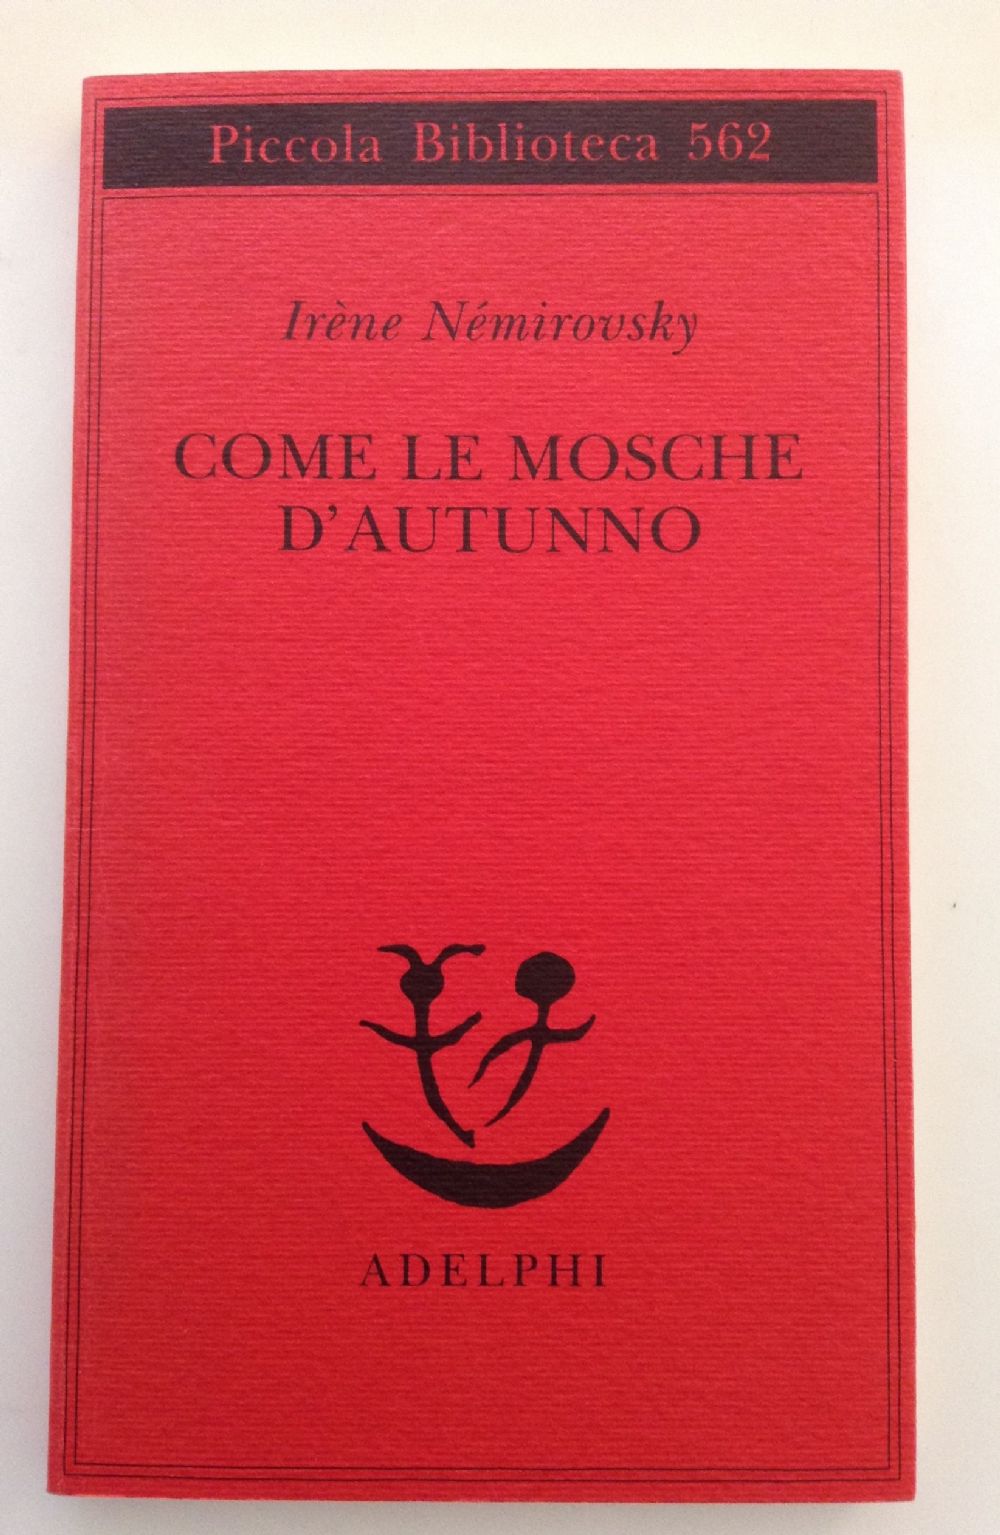 Piccola Biblioteca 562
Irène Némirovsky
COME LE MOSCHE
D'AUTUNNO
ADELPHI